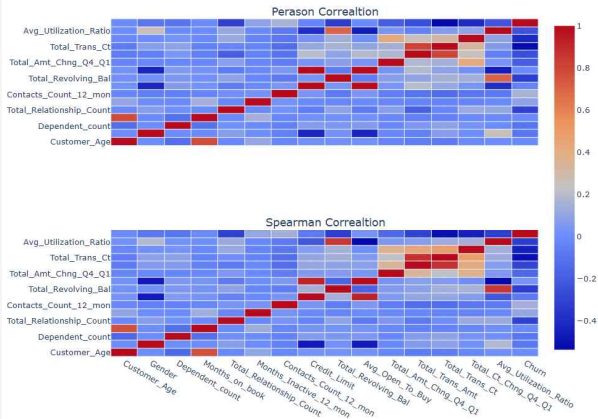 Perason Correaltion
Avg_Utilization_Ratio
Total_Trans_Ct
Total_Amt_Chng_Q4_Q1
Total_Revolving_Bal
Contacts_Count_12_mon
Total_Relationship_Count
Dependent_count
Customer_Age
1
0.8
0.6
0.4
0.2
0
−0.2
−0.4
Spearman Correaltion
Avg_Utilization_Ratio
Total_Trans_Ct
Total_Amt_Chng_Q4_Q1
Total_Revolving_Bal
Contacts_Count_12_mon
Total_Relationship_Count
Dependent_count
Customer_Age
Customer_Age
Gender
Dependent_count
Months_on_book
Total_Relationship_Count
Months_Inactive_12_mon
Contacts_Count_12_mon
Credit_Limit
Total_Revolving_Bal
Avg_Open_To_Buy
Total_Amt_Chng_Q4_Q1
Total_Trans_Amt
Total_Trans_Ct
Total_Ct_Chng_Q4_Q1
Avg_Utilization_Ratio
Churn